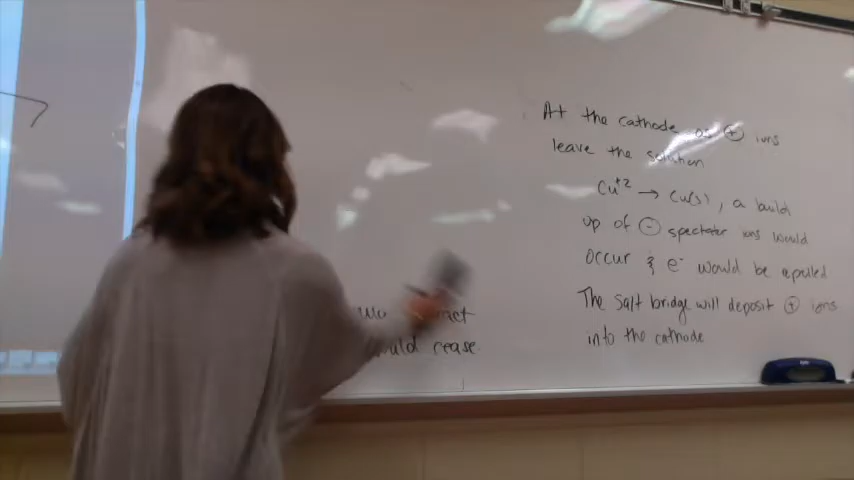 At the cathode as ⊕ ions
leave the solution
Cu⁺² → Cu(s), a build
up of ⊖ spectator ions would
occur & e⁻ would be repelled
The salt bridge will deposit ⊕ ions
into the cathode
would cease